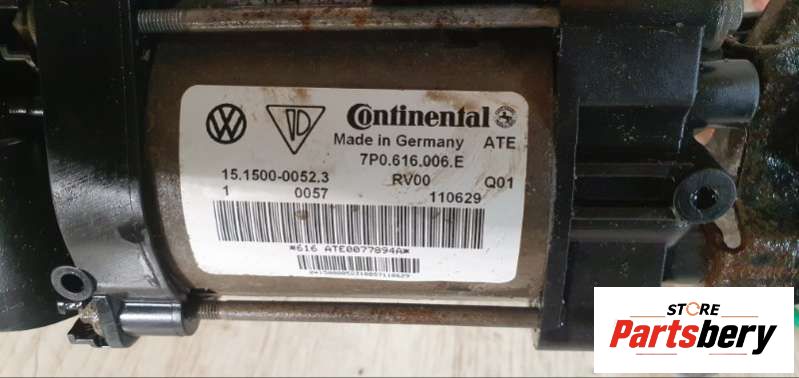 Continental
Made in Germany ATE
7P0.616.006.E
15.1500-0052.3 RV00 Q01
1 0057 110629
*616 ATE0077894A*
STORE
Partsbery